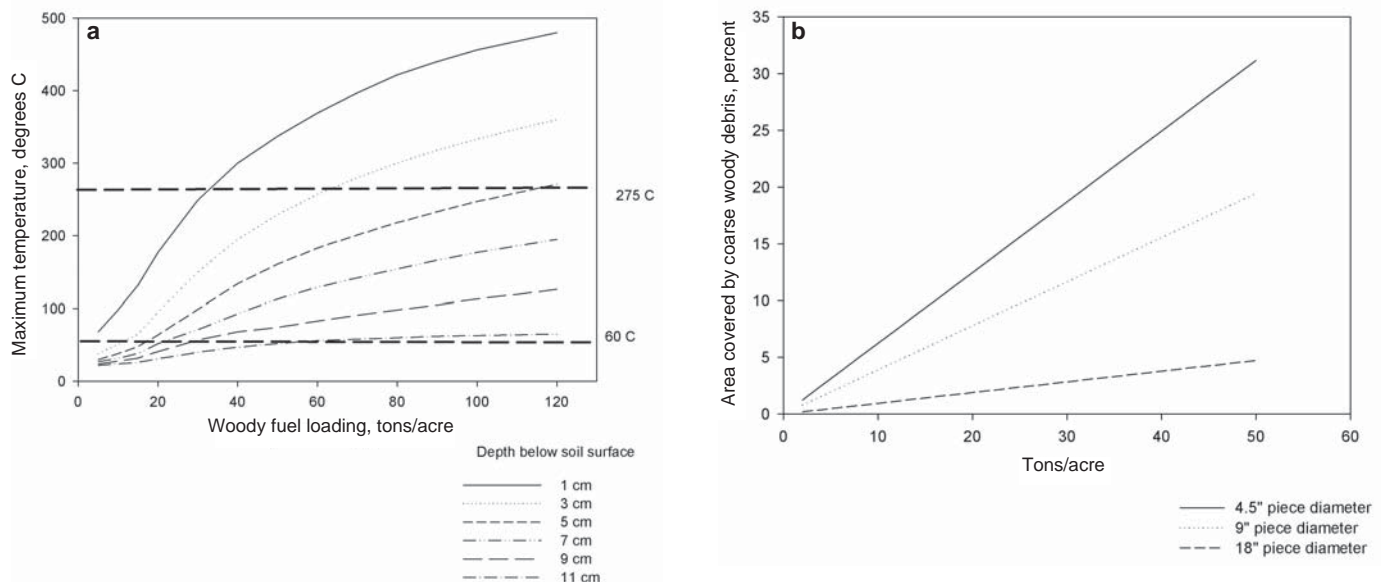 a
Maximum temperature, degrees C
500
400
300
200
100
0
0 20 40 60 80 100 120
Woody fuel loading, tons/acre
275 C
60 C
Depth below soil surface
1 cm
3 cm
5 cm
7 cm
9 cm
11 cm
b
Area covered by coarse woody debris, percent
35
30
25
20
15
10
5
0
0 10 20 30 40 50 60
Tons/acre
4.5" piece diameter
9" piece diameter
18" piece diameter